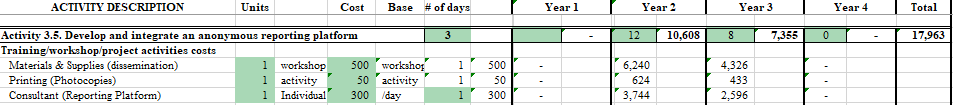 ACTIVITY DESCRIPTION Units Cost Base # of days Year 1 Year 2 Year 3 Year 4 Total
Activity 3.5. Develop and integrate an anonymous reporting platform 3 - 12 10,608 8 7,355 0 - 17,963
Training/workshop/project activities costs
Materials & Supplies (dissemination) 1 workshop 500 workshop 1 500 - 6,240 4,326 -
Printing (Photocopies) 1 activity 50 activity 1 50 - 624 433 -
Consultant (Reporting Platform) 1 Individual 300 /day 1 300 - 3,744 2,596 -